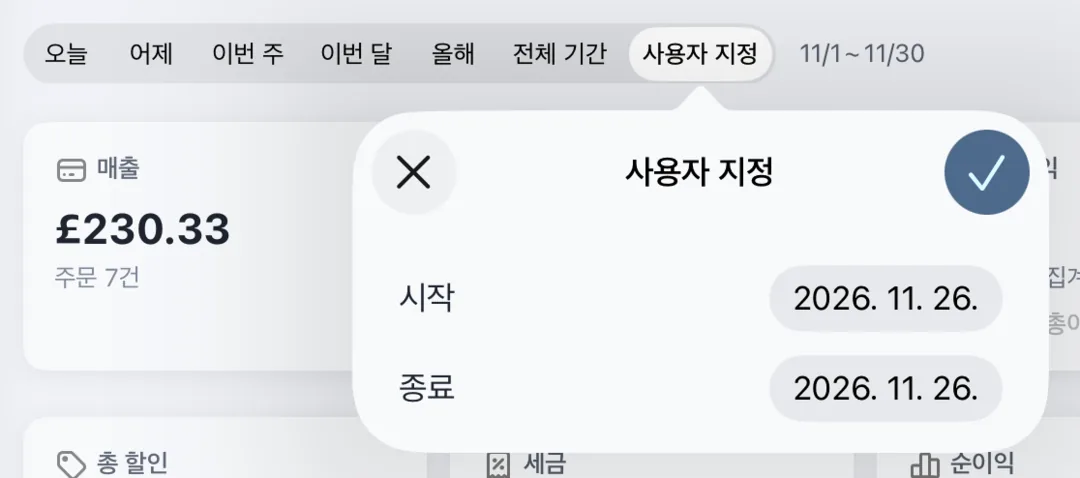 오늘 어제 이번 주 이번 달 올해 전체 기간 사용자 지정 11/1 ~ 11/30
매출
£230.33
주문 7건
사용자 지정
시작 2026. 11. 26.
종료 2026. 11. 26.
총 할인 세금 순이익